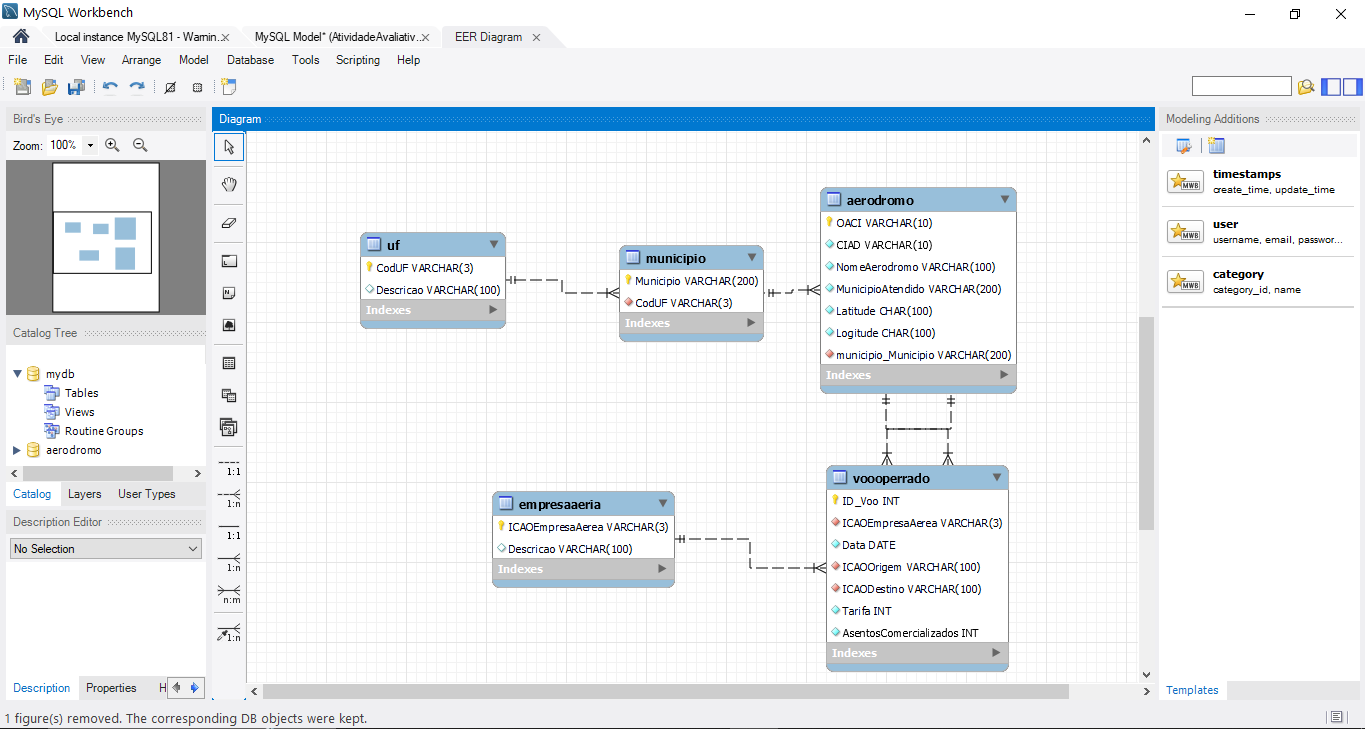 MySQL Workbench
Local instance MySQL81 - Warnin...
MySQL Model* (AtividadeAvaliativ...
EER Diagram
File Edit View Arrange Model Database Tools Scripting Help
Bird's Eye
Zoom: 100%
Catalog Tree
mydb
Tables
Views
Routine Groups
aerodromo
Catalog Layers User Types
Description Editor
No Selection
Description Properties H
Diagram
1:1
1:n
1:1
1:n
n:m
1:n
uf
CodUF VARCHAR(3)
Descricao VARCHAR(100)
Indexes
municipio
Municipio VARCHAR(200)
CodUF VARCHAR(3)
Indexes
aerodromo
OACI VARCHAR(10)
CIAD VARCHAR(10)
NomeAerodromo VARCHAR(100)
MunicipioAtendido VARCHAR(200)
Latitude CHAR(100)
Logitude CHAR(100)
municipio_Municipio VARCHAR(200)
Indexes
empresaaeria
ICAOEmpresaAerea VARCHAR(3)
Descricao VARCHAR(100)
Indexes
voooperrado
ID_Voo INT
ICAOEmpresaAerea VARCHAR(3)
Data DATE
ICAOOrigem VARCHAR(100)
ICAODestino VARCHAR(100)
Tarifa INT
AsentosComercializados INT
Indexes
Modeling Additions
MWB
timestamps
create_time, update_time
MWB
user
username, email, passwor...
MWB
category
category_id, name
Templates
1 figure(s) removed. The corresponding DB objects were kept.